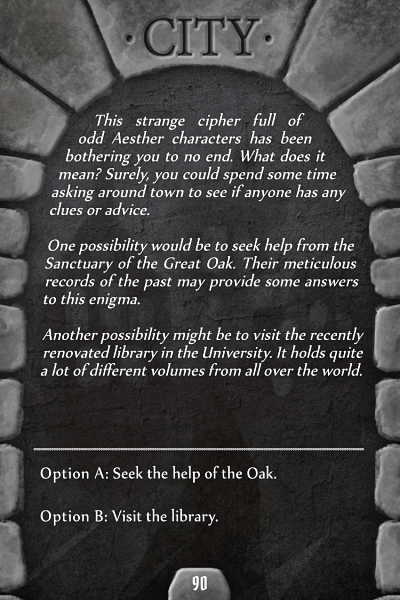 · CITY ·
This strange cipher full of
odd Aesther characters has been
bothering you to no end. What does it
mean? Surely, you could spend some time
asking around town to see if anyone has any
clues or advice.
One possibility would be to seek help from the
Sanctuary of the Great Oak. Their meticulous
records of the past may provide some answers
to this enigma.
Another possibility might be to visit the recently
renovated library in the University. It holds quite
a lot of different volumes from all over the world.
Option A: Seek the help of the Oak.
Option B: Visit the library.
90